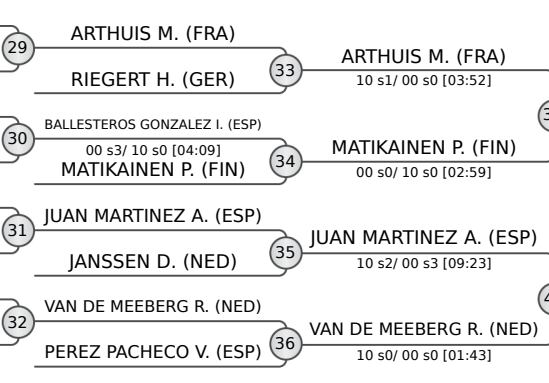 29
ARTHUIS M. (FRA)
RIEGERT H. (GER)
33
ARTHUIS M. (FRA)
10 s1/ 00 s0 [03:52]
30
BALLESTEROS GONZALEZ I. (ESP)
00 s3/ 10 s0 [04:09]
MATIKAINEN P. (FIN)
34
MATIKAINEN P. (FIN)
00 s0/ 10 s0 [02:59]
31
JUAN MARTINEZ A. (ESP)
JANSSEN D. (NED)
35
JUAN MARTINEZ A. (ESP)
10 s2/ 00 s3 [09:23]
32
VAN DE MEEBERG R. (NED)
PEREZ PACHECO V. (ESP)
36
VAN DE MEEBERG R. (NED)
10 s0/ 00 s0 [01:43]